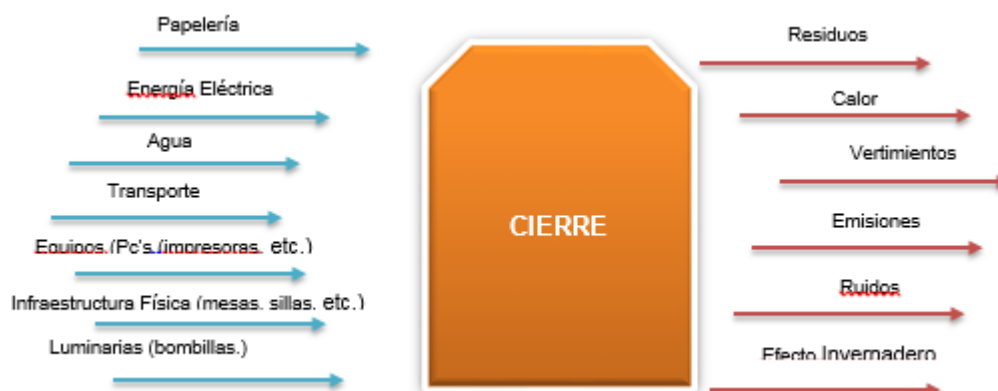 Papelería
Energía Eléctrica
Agua
Transporte
Equipos (Pc's (impresoras, etc.)
Infraestructura Física (mesas, sillas, etc.)
Luminarias (bombillas.)
CIERRE
Residuos
Calor
Vertimientos
Emisiones
Ruidos
Efecto Invernadero